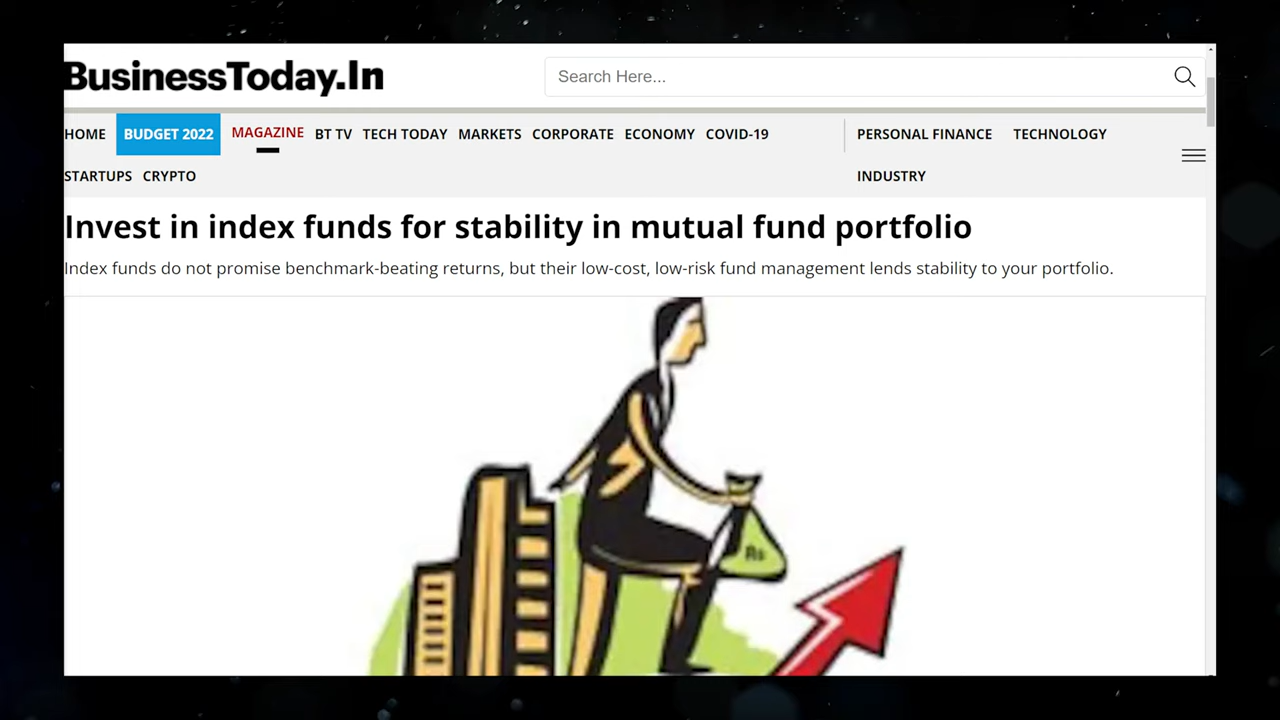 BusinessToday.In
Search Here...
HOME BUDGET 2022 MAGAZINE BT TV TECH TODAY MARKETS CORPORATE ECONOMY COVID-19 PERSONAL FINANCE TECHNOLOGY
STARTUPS CRYPTO INDUSTRY
Invest in index funds for stability in mutual fund portfolio
Index funds do not promise benchmark-beating returns, but their low-cost, low-risk fund management lends stability to your portfolio.
Rs